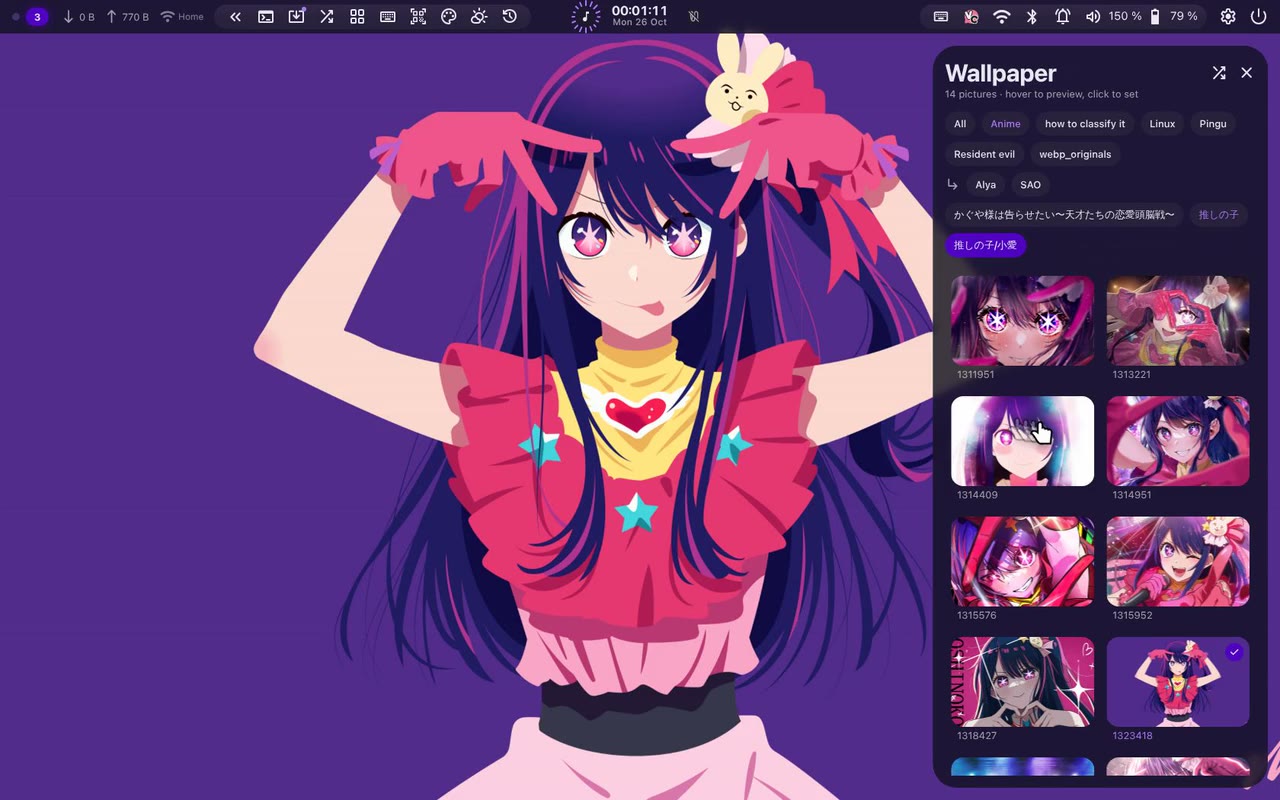 3
0 B
770 B
Home
00:01:11
Mon 26 Oct
150 %
79 %
Wallpaper
14 pictures · hover to preview, click to set
All
Anime
how to classify it
Linux
Pingu
Resident evil
webp_originals
Alya
SAO
かぐや様は告らせたい〜天才たちの恋愛頭脳戦〜
推しの子
推しの子/小愛
1311951
1313221
1314409
1314951
1315576
1315952
OSHI NO KO
1318427
1323418